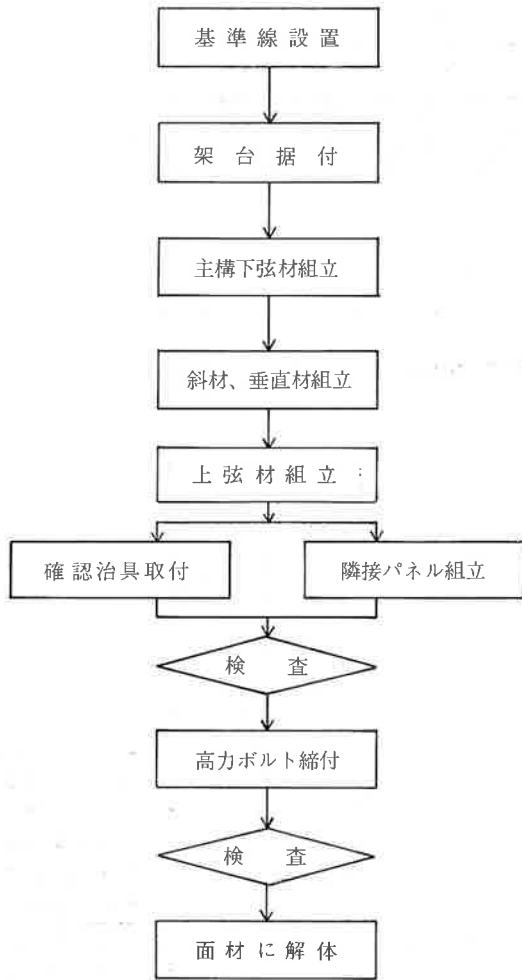 基準線設置
架台据付
主構下弦材組立
斜材、垂直材組立
上弦材組立
確認治具取付
隣接パネル組立
検査
高力ボルト締付
検査
面材に解体